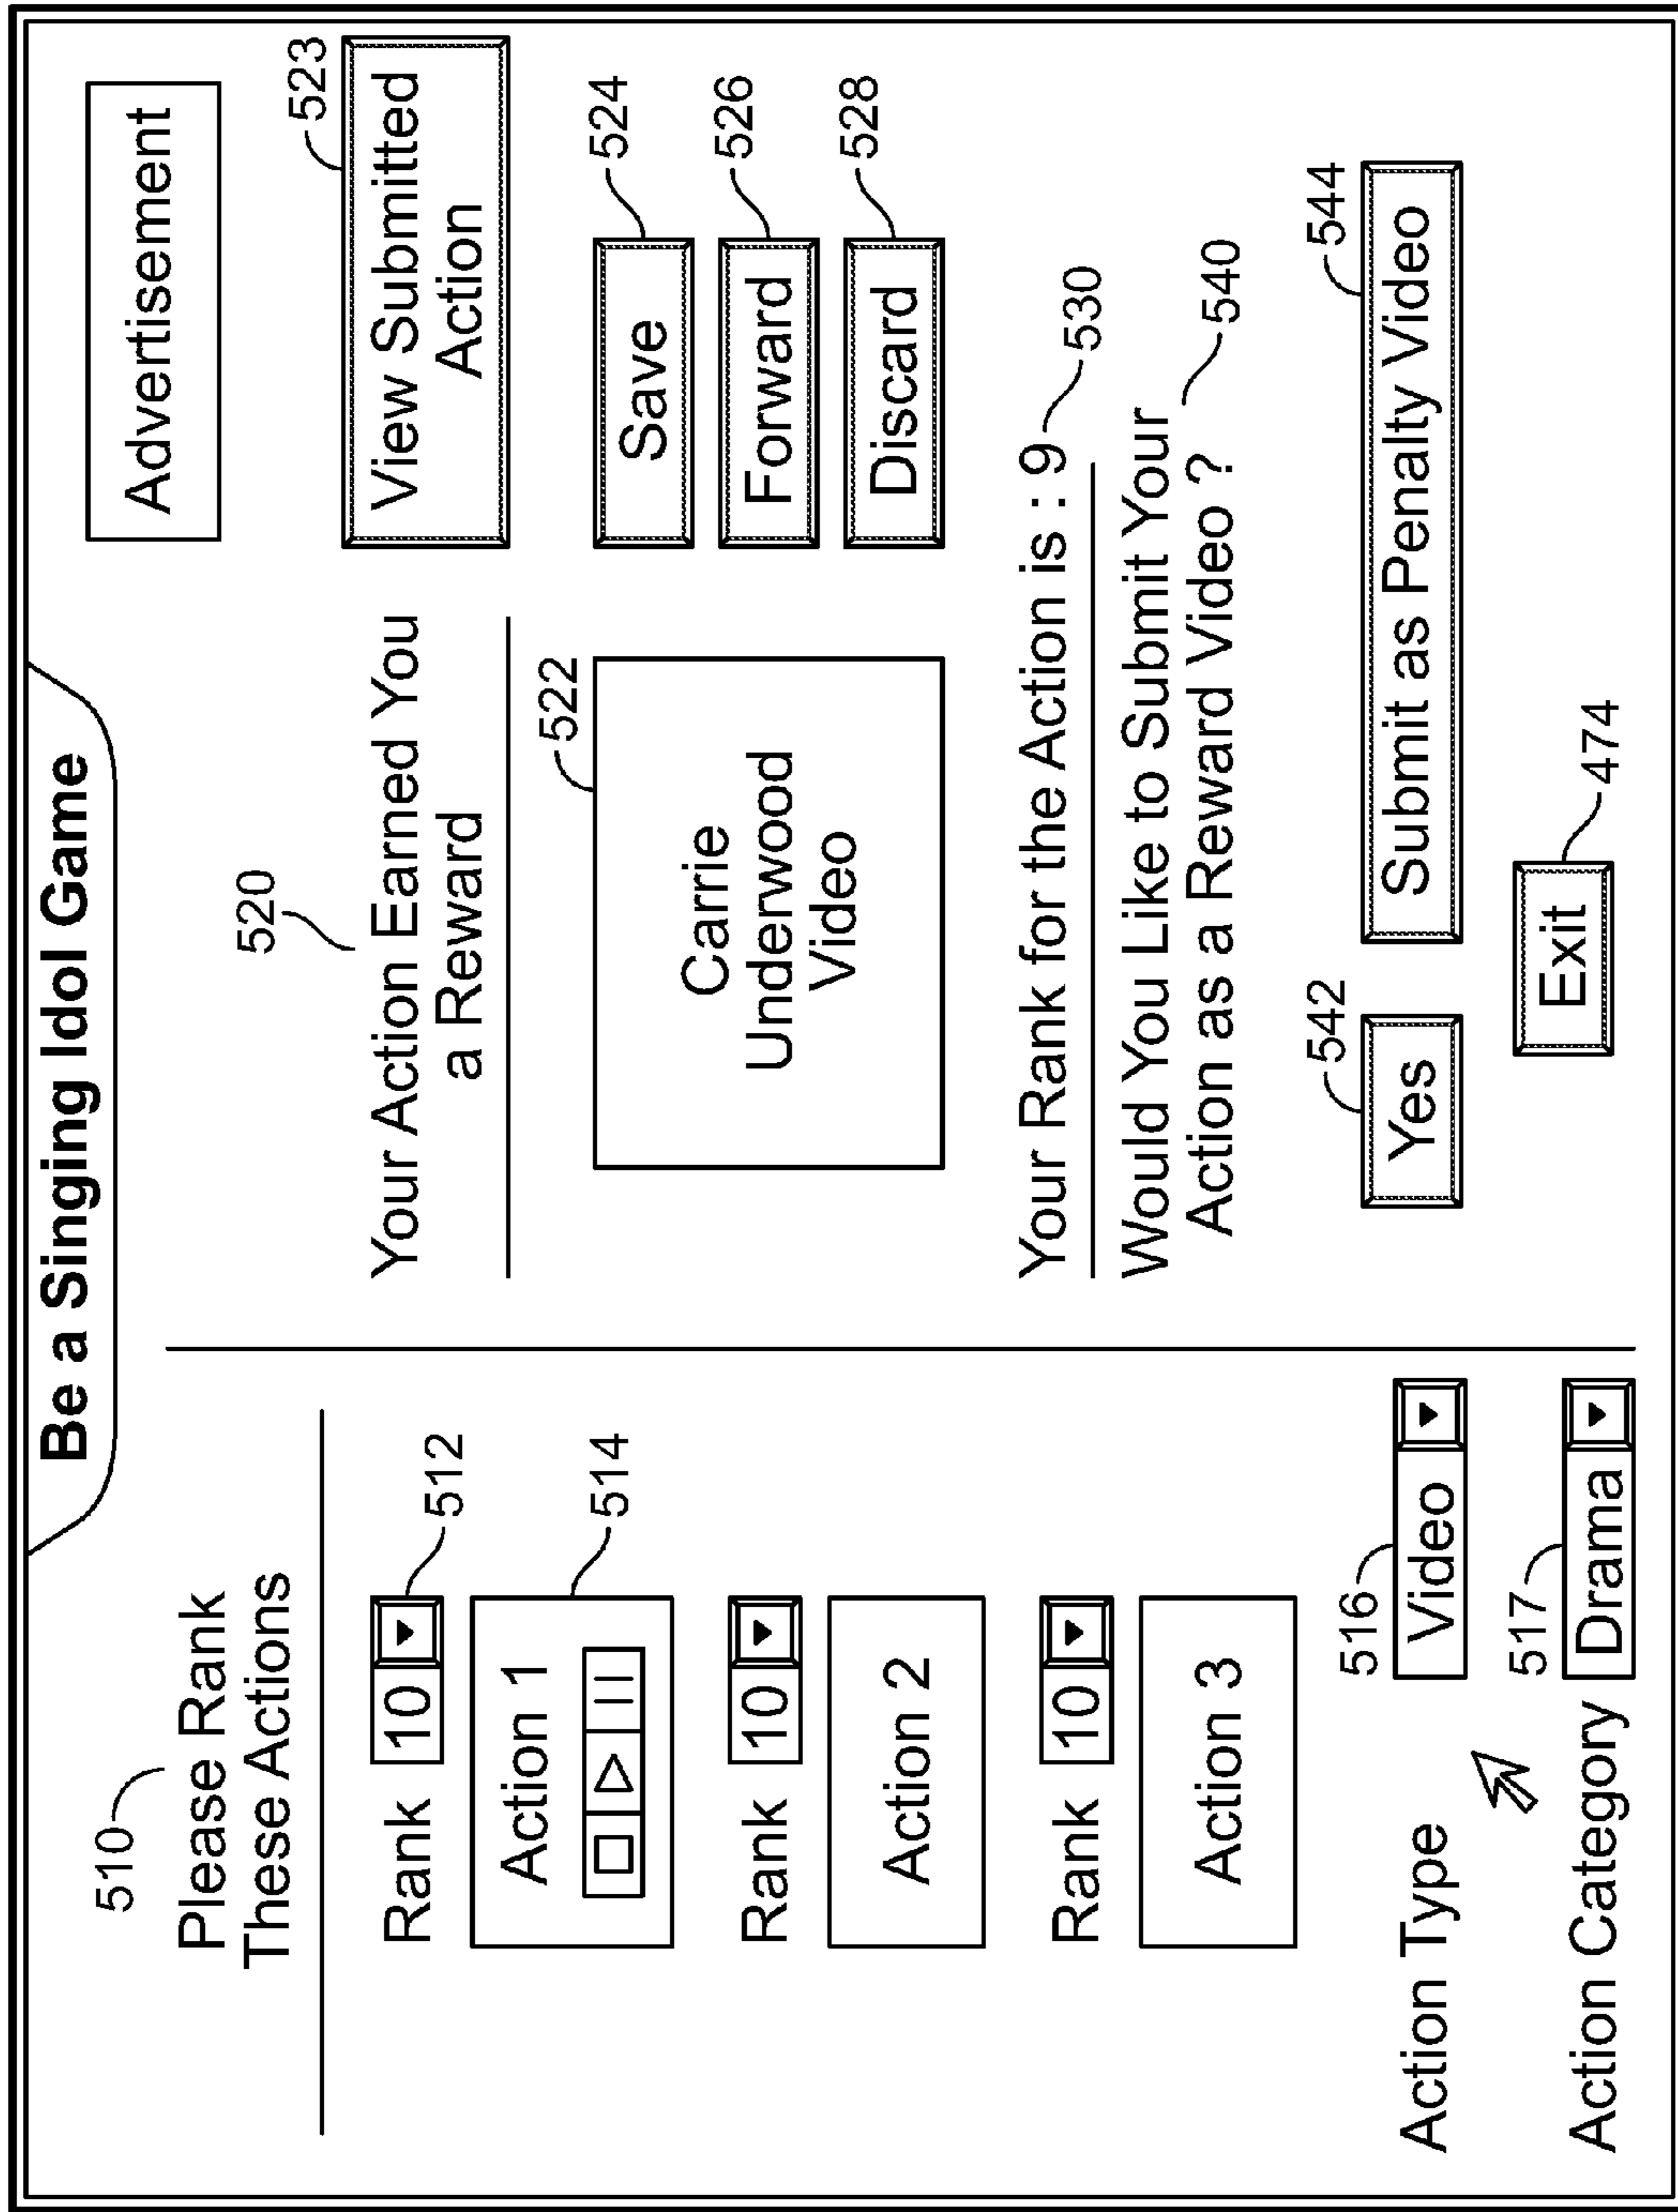 Be a Singing Idol Game
510
Please Rank
These Actions
Rank 10
512
Action 1
514
Rank 10
Action 2
Rank 10
Action 3
Action Type
516
Video
517
Action Category Drama
Advertisement
520
Your Action Earned You
a Reward
523
View Submitted
Action
522
Carrie
Underwood
Video
Save
524
Forward
526
Discard
528
Your Rank for the Action is : 9
530
Would You Like to Submit Your
Action as a Reward Video ?
540
542
Yes
544
Submit as Penalty Video
Exit
474